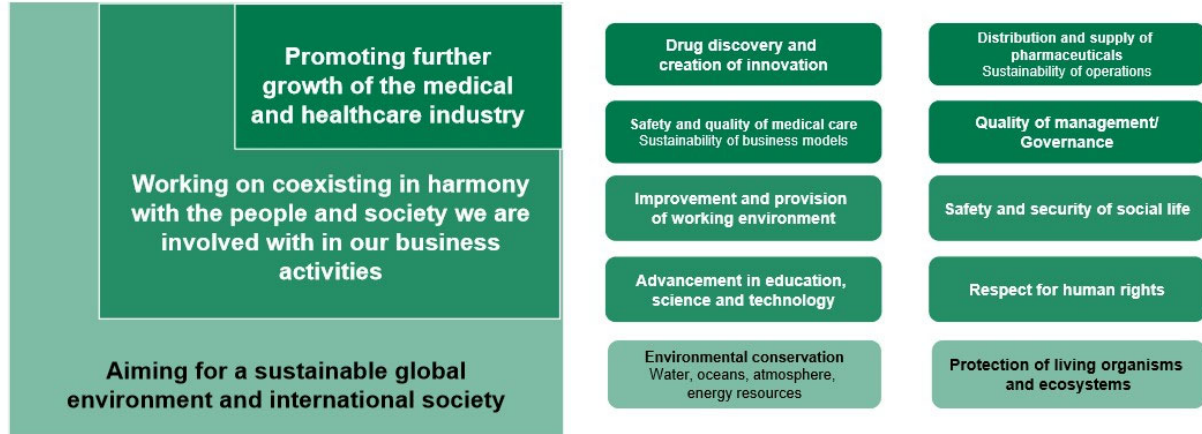 Promoting further
growth of the medical
and healthcare industry
Working on coexisting in harmony
with the people and society we are
involved with in our business
activities
Aiming for a sustainable global
environment and international society
Drug discovery and
creation of innovation
Distribution and supply of
pharmaceuticals
Sustainability of operations
Safety and quality of medical care
Sustainability of business models
Quality of management/
Governance
Improvement and provision
of working environment
Safety and security of social life
Advancement in education,
science and technology
Respect for human rights
Environmental conservation
Water, oceans, atmosphere,
energy resources
Protection of living organisms
and ecosystems